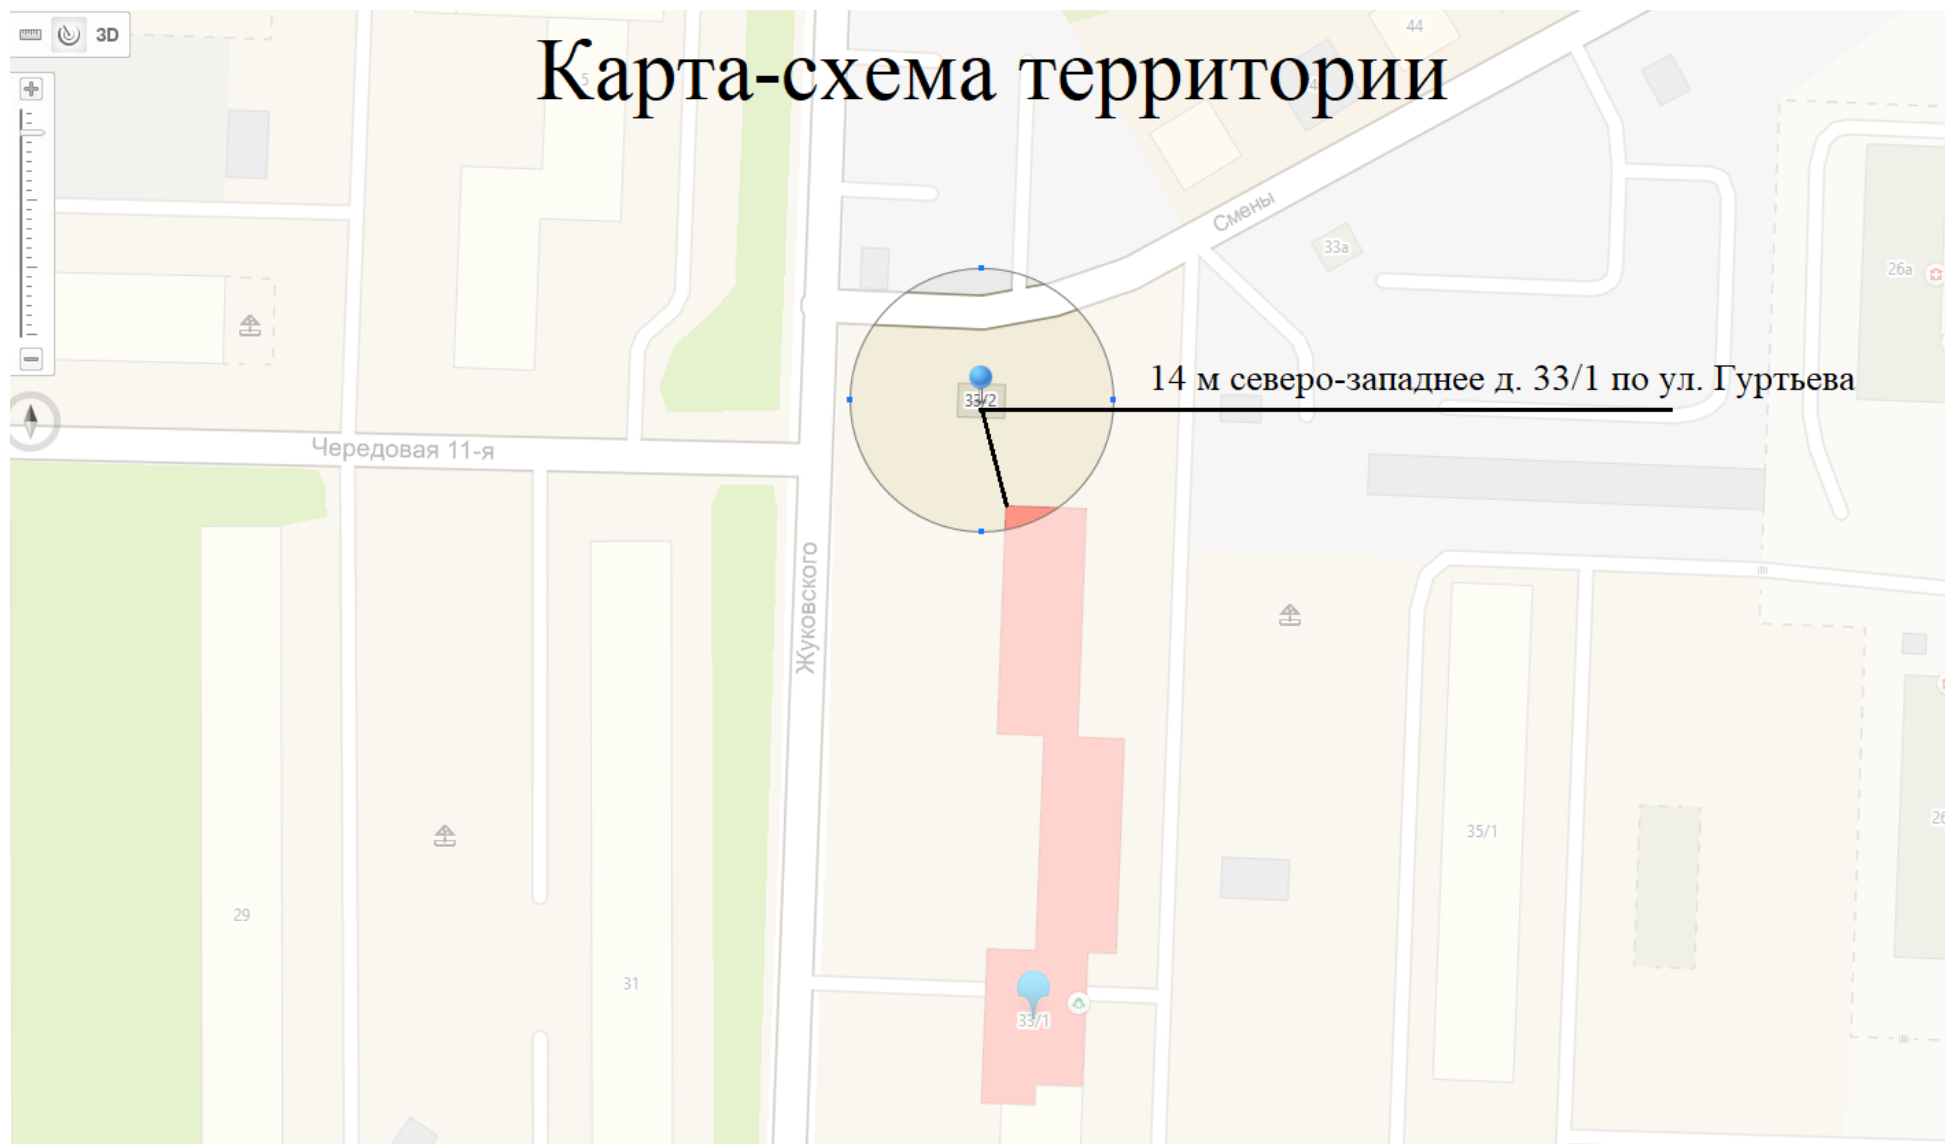 3D
Карта-схема территории
5
44
Смены
33а
26а
14 м северо-западнее д. 33/1 по ул. Гуртьева
33/2
Чередовая 11-я
Жуковского
35/1
29
31
33/1